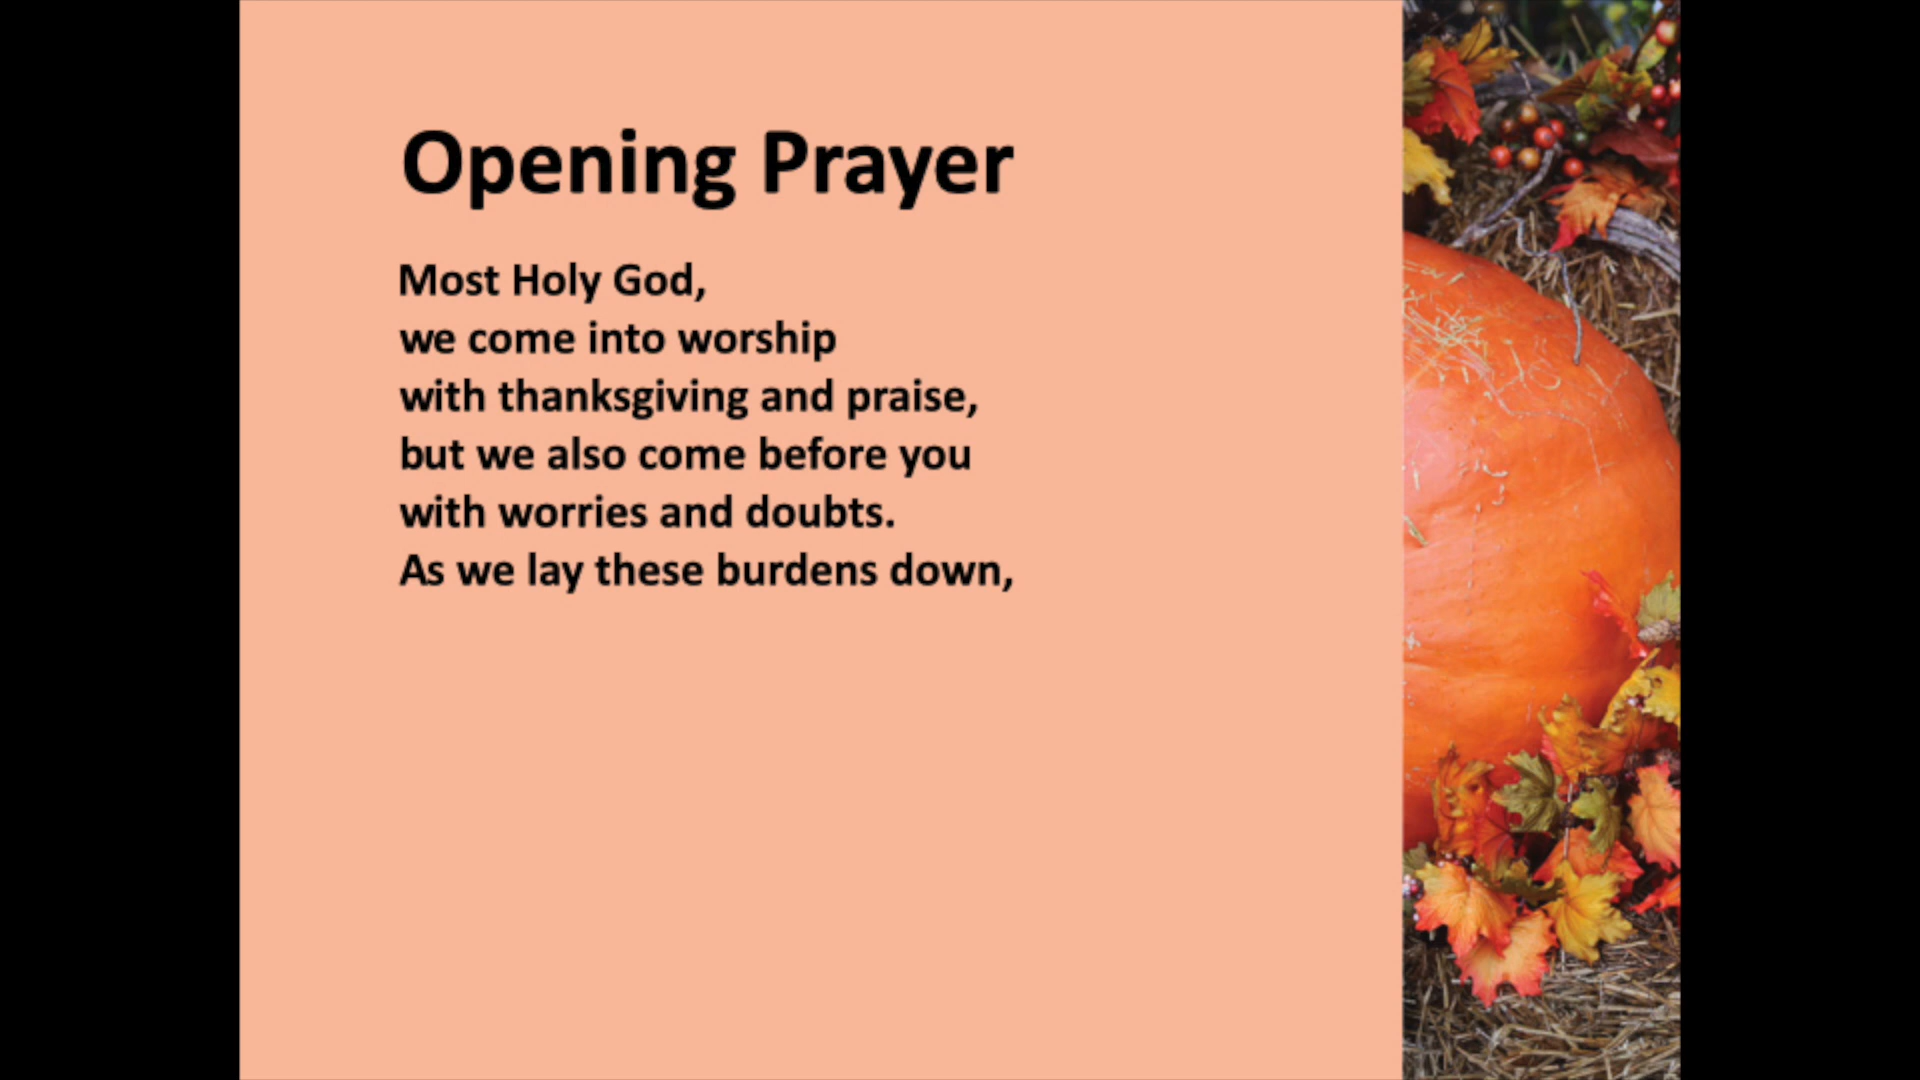 Opening Prayer
Most Holy God,
we come into worship
with thanksgiving and praise,
but we also come before you
with worries and doubts.
As we lay these burdens down,